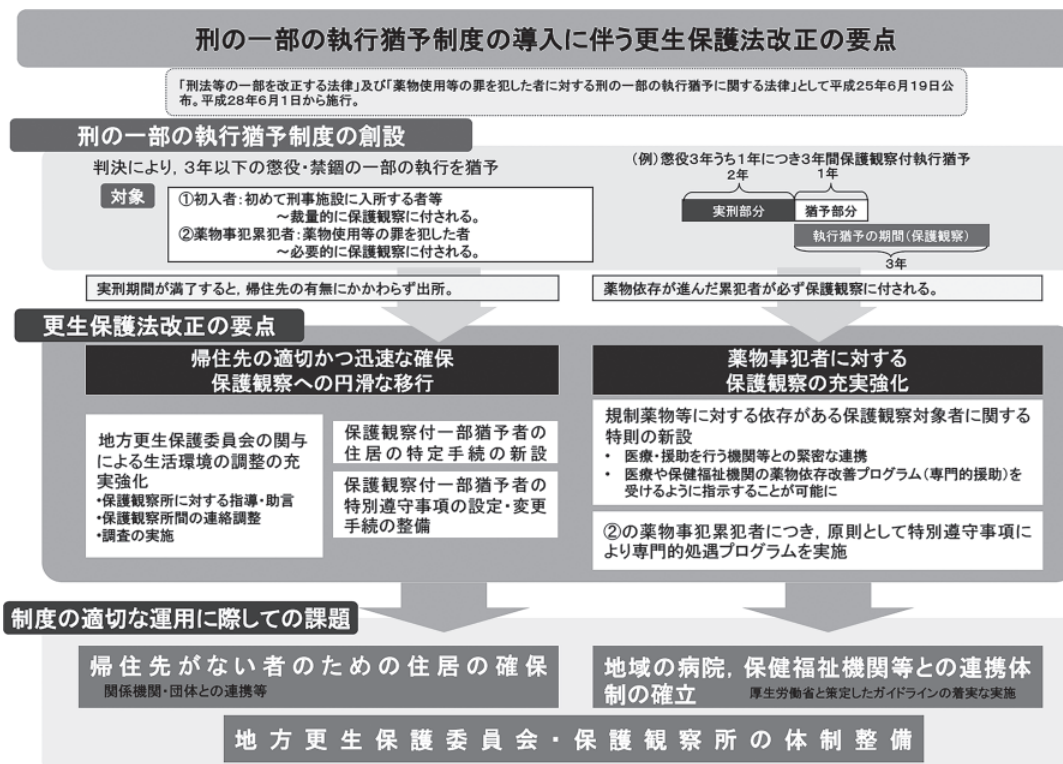 刑の一部の執行猶予制度の導入に伴う更生保護法改正の要点
「刑法等の一部を改正する法律」及び「薬物使用等の罪を犯した者に対する刑の一部の執行猶予に関する法律」として平成25年6月19日公
布。平成28年6月1日から施行。
刑の一部の執行猶予制度の創設
判決により，3年以下の懲役・禁錮の一部の執行を猶予
対象
①初入者：初めて刑事施設に入所する者等
～裁量的に保護観察に付される。
②薬物事犯累犯者：薬物使用等の罪を犯した者
～必要的に保護観察に付される。
（例）懲役3年うち1年につき3年間保護観察付執行猶予
2年
1年
実刑部分
猶予部分
執行猶予の期間（保護観察）
3年
実刑期間が満了すると，帰住先の有無にかかわらず出所。
薬物依存が進んだ累犯者が必ず保護観察に付される。
更生保護法改正の要点
帰住先の適切かつ迅速な確保
保護観察への円滑な移行
地方更生保護委員会の関与
による生活環境の調整の充
実強化
・保護観察所に対する指導・助言
・保護観察所間の連絡調整
・調査の実施
保護観察付一部猶予者の
住居の特定手続の新設
保護観察付一部猶予者の
特別遵守事項の設定・変更
手続の整備
薬物事犯者に対する
保護観察の充実強化
規制薬物等に対する依存がある保護観察対象者に関する
特則の新設
• 医療・援助を行う機関等との緊密な連携
• 医療や保健福祉機関の薬物依存改善プログラム（専門的援助）を
受けるように指示することが可能に
②の薬物事犯累犯者につき，原則として特別遵守事項に
より専門的処遇プログラムを実施
制度の適切な運用に際しての課題
帰住先がない者のための住居の確保
関係機関・団体との連携等
地域の病院，保健福祉機関等との連携体
制の確立
厚生労働省と策定したガイドラインの着実な実施
地方更生保護委員会・保護観察所の体制整備